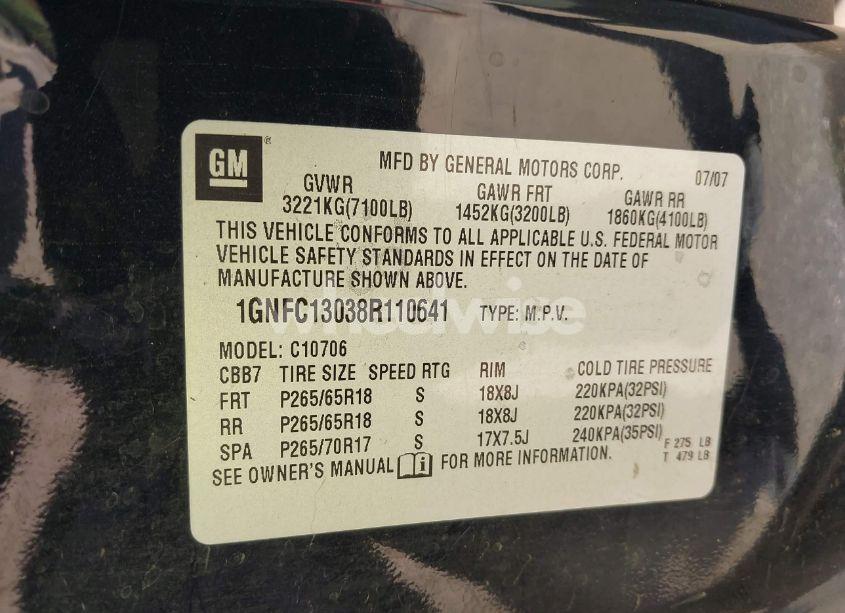 GM ®
MFD BY GENERAL MOTORS CORP. 07/07
GVWR GAWR FRT GAWR RR
3221KG(7100LB) 1452KG(3200LB) 1860KG(4100LB)
THIS VEHICLE CONFORMS TO ALL APPLICABLE U.S. FEDERAL MOTOR
VEHICLE SAFETY STANDARDS IN EFFECT ON THE DATE OF
MANUFACTURE SHOWN ABOVE.
1GNFC13038R110641 TYPE: M.P.V.
wheelwise
MODEL: C10706
CBB7 TIRE SIZE SPEED RTG RIM COLD TIRE PRESSURE
FRT P265/65R18 S 18X8J 220KPA(32PSI)
RR P265/65R18 S 18X8J 220KPA(32PSI)
SPA P265/70R17 S 17X7.5J 240KPA(35PSI)
F 275 LB
SEE OWNER'S MANUAL i FOR MORE INFORMATION. T 479 LB